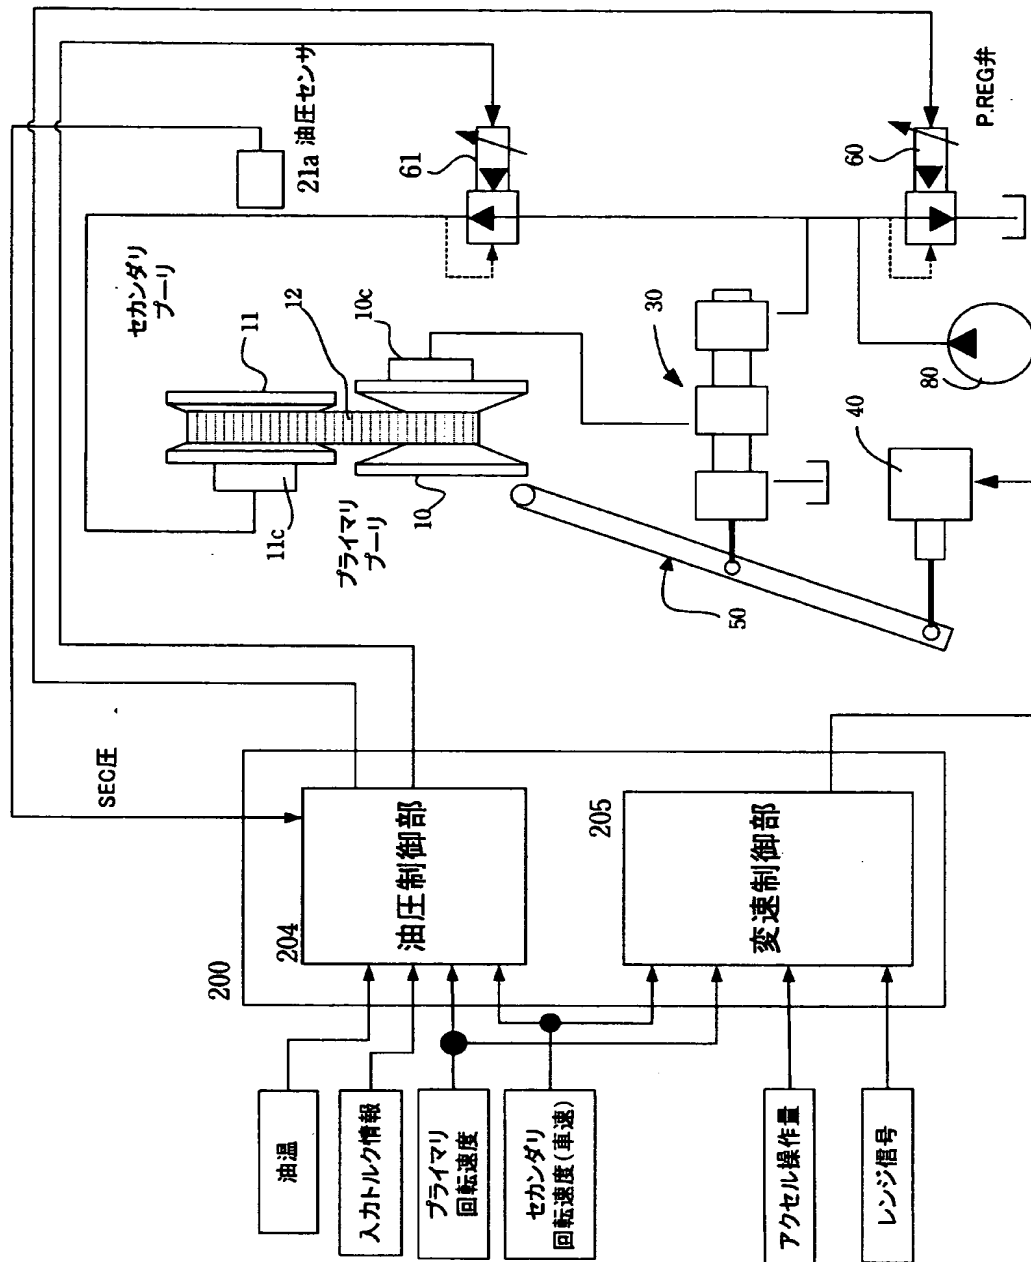 油温
入力トルク情報
プライマリ
回転速度
セカンダリ
回転速度(車速)
アクセル操作量
レンジ信号
200
204
油圧制御部
205
変速制御部
SEC圧
プライマリ
プーリ
セカンダリ
プーリ
11c
11
12
10
10c
21a 油圧センサ
61
30
50
40
80
60
P.REG弁